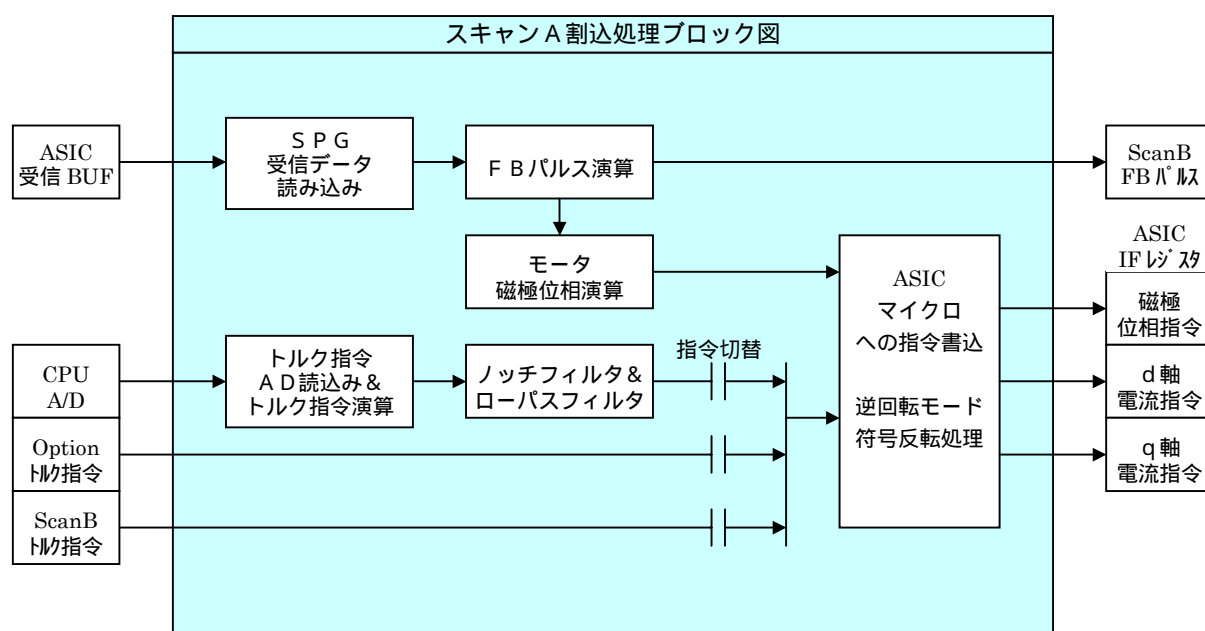 スキャンＡ割込処理ブロック図
ASIC
受信 BUF
ＳＰＧ
受信データ
読み込み
ＦＢパルス演算
ScanB
FB ﾊﾟﾙｽ
モータ
磁極位相演算
ASIC
マイクロ
への指令書込
逆回転モード
符号反転処理
ASIC
IF ﾚｼﾞｽﾀ
磁極
位相指令
ｄ軸
電流指令
ｑ軸
電流指令
CPU
A/D
トルク指令
ＡＤ読込み＆
トルク指令演算
ノッチフィルタ＆
ローパスフィルタ
指令切替
Option
ﾄﾙｸ指令
ScanB
ﾄﾙｸ指令